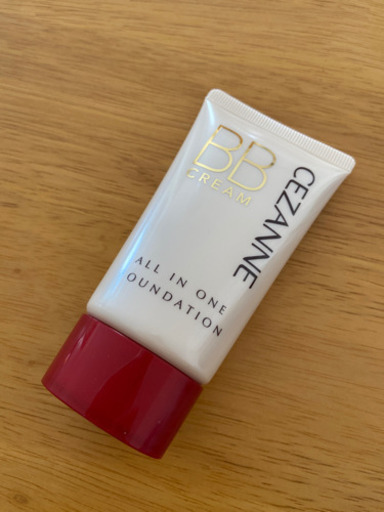 BB
CREAM
CEZANNE
ALL IN ONE
OUNDATION